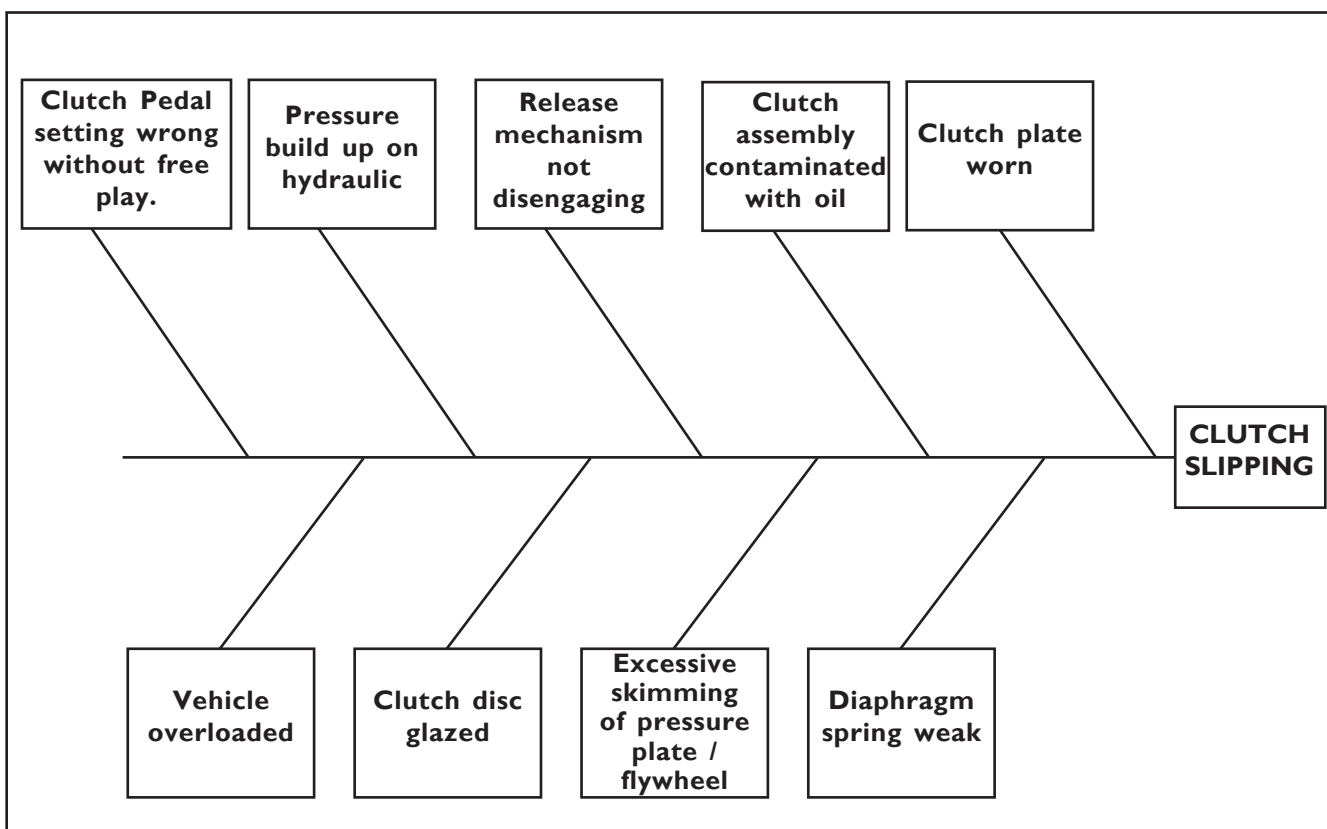 Clutch Pedal
setting wrong
without free
play.
Pressure
build up on
hydraulic
Release
mechanism
not
disengaging
Clutch
assembly
contaminated
with oil
Clutch plate
worn
CLUTCH
SLIPPING
Vehicle
overloaded
Clutch disc
glazed
Excessive
skimming
of pressure
plate /
flywheel
Diaphragm
spring weak